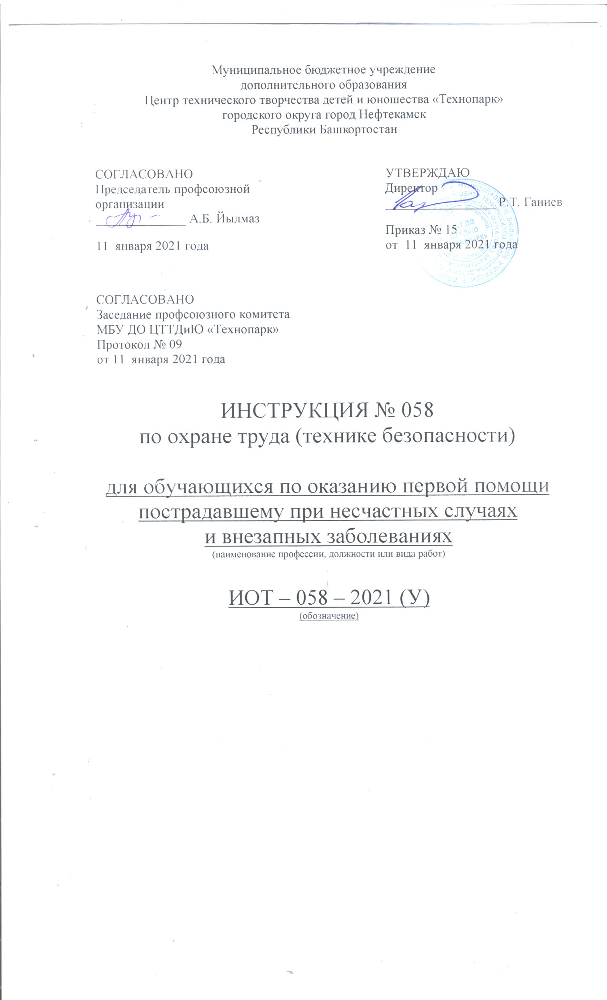 Муниципальное бюджетное учреждение
дополнительного образования
Центр технического творчества детей и юношества «Технопарк»
городского округа город Нефтекамск
Республики Башкортостан
СОГЛАСОВАНО
Председатель профсоюзной
организации
______________ А.Б. Йылмаз
11 января 2021 года
УТВЕРЖДАЮ
Директор
_________________ Р.Т. Ганиев
Приказ № 15
от 11 января 2021 года
СОГЛАСОВАНО
Заседание профсоюзного комитета
МБУ ДО ЦТТДиЮ «Технопарк»
Протокол № 09
от 11 января 2021 года
ИНСТРУКЦИЯ № 058
по охране труда (технике безопасности)
для обучающихся по оказанию первой помощи
пострадавшему при несчастных случаях
и внезапных заболеваниях
(наименование профессии, должности или вида работ)
ИОТ – 058 – 2021 (У)
(обозначение)